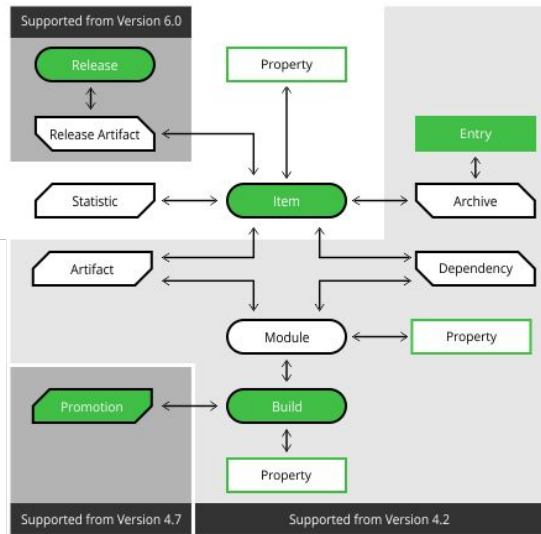 Supported from Version 6.0
Release
Property
Release Artifact
Entry
Statistic
Item
Archive
Artifact
Dependency
Module
Property
Promotion
Build
Property
Supported from Version 4.7
Supported from Version 4.2